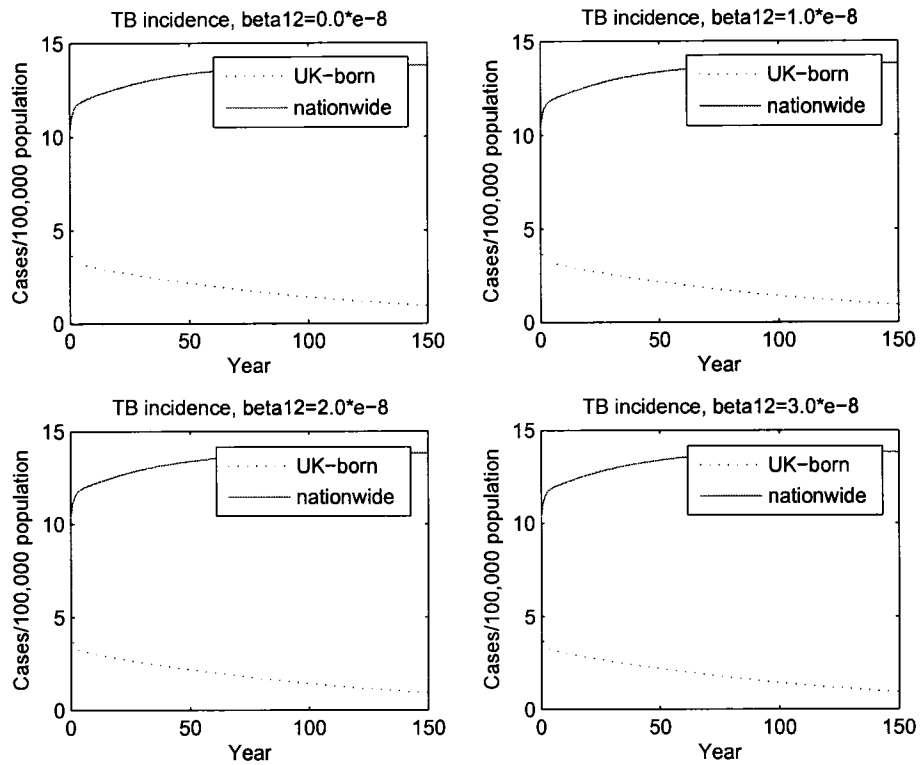 TB incidence, beta12=0.0*e−8
15
10
5
0
Cases/100,000 population
UK−born
nationwide
0 50 100 150
Year
TB incidence, beta12=1.0*e−8
15
10
5
0
Cases/100,000 population
UK−born
nationwide
0 50 100 150
Year
TB incidence, beta12=2.0*e−8
15
10
5
0
Cases/100,000 population
UK−born
nationwide
0 50 100 150
Year
TB incidence, beta12=3.0*e−8
15
10
5
0
Cases/100,000 population
UK−born
nationwide
0 50 100 150
Year